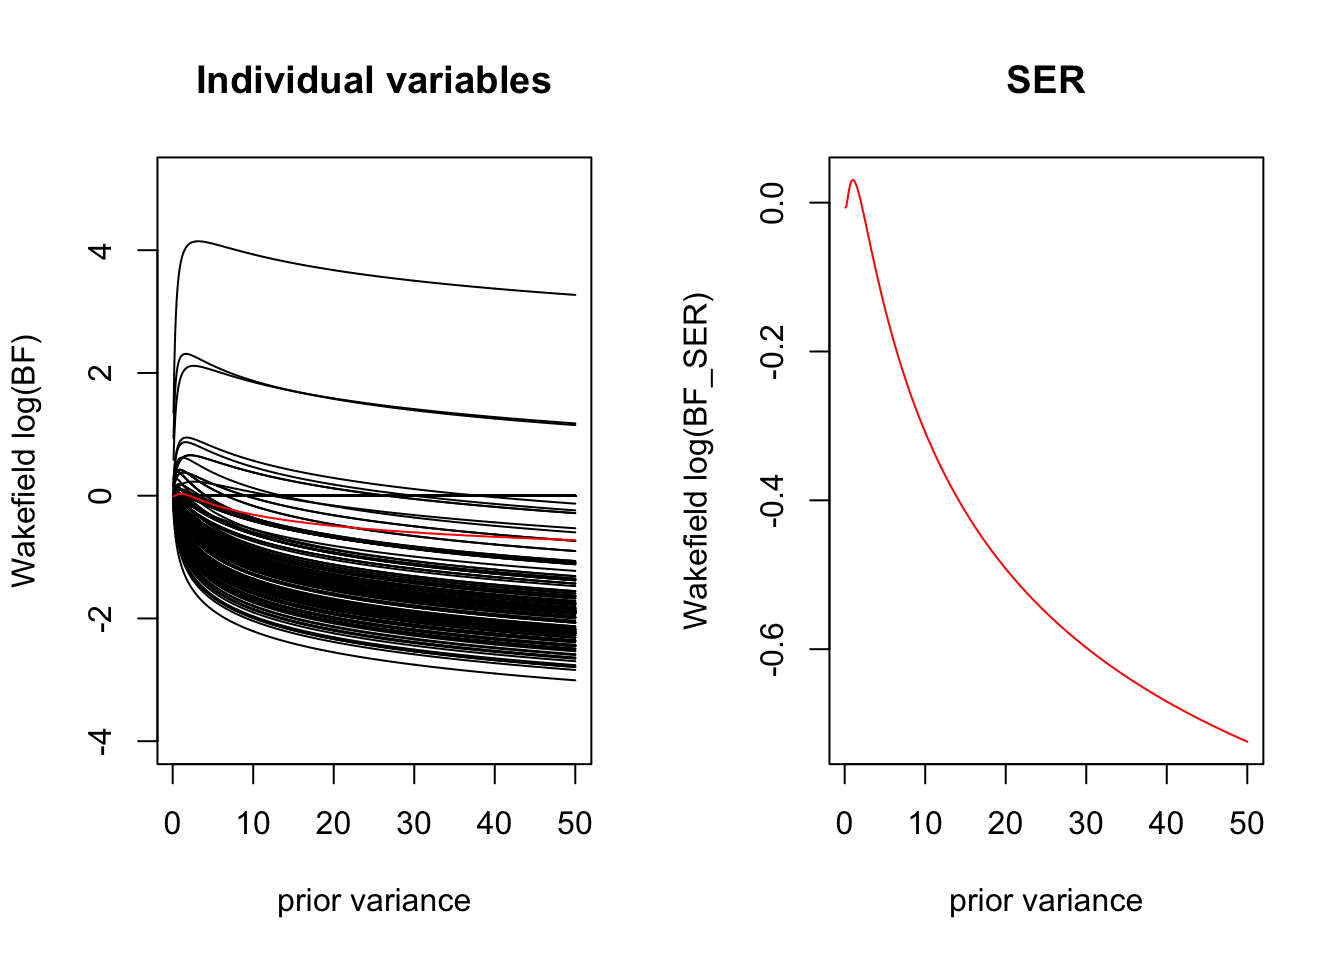 Individual variables
Wakefield log(BF)
4
2
0
-2
-4
0 10 20 30 40 50
prior variance
SER
Wakefield log(BF_SER)
0.0
-0.2
-0.4
-0.6
0 10 20 30 40 50
prior variance